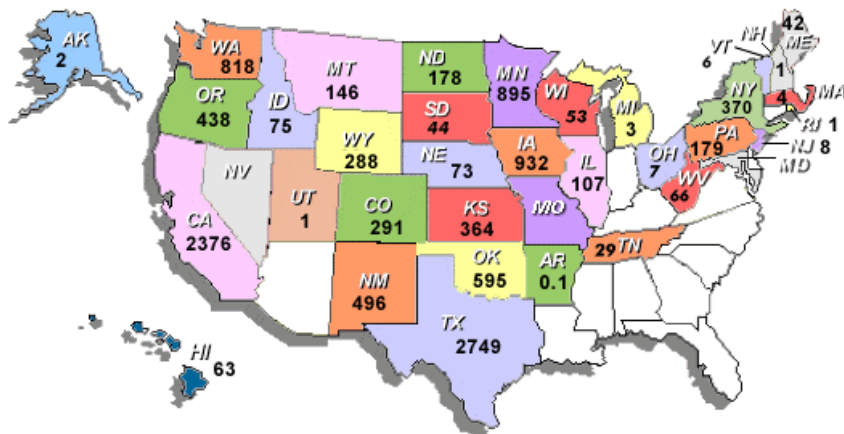 AK
2
WA
818
OR
438
CA
2376
NV
ID
75
MT
146
WY
288
UT
1
CO
291
NM
496
ND
178
SD
44
NE
73
KS
364
OK
595
TX
2749
MN
895
IA
932
MO
AR
0.1
WI
53
IL
107
MI
3
OH
7
TN
29
WV
66
PA
179
NY
370
VT
6
NH
1
ME
42
MA
4
RI 1
NJ 8
MD
HI
63